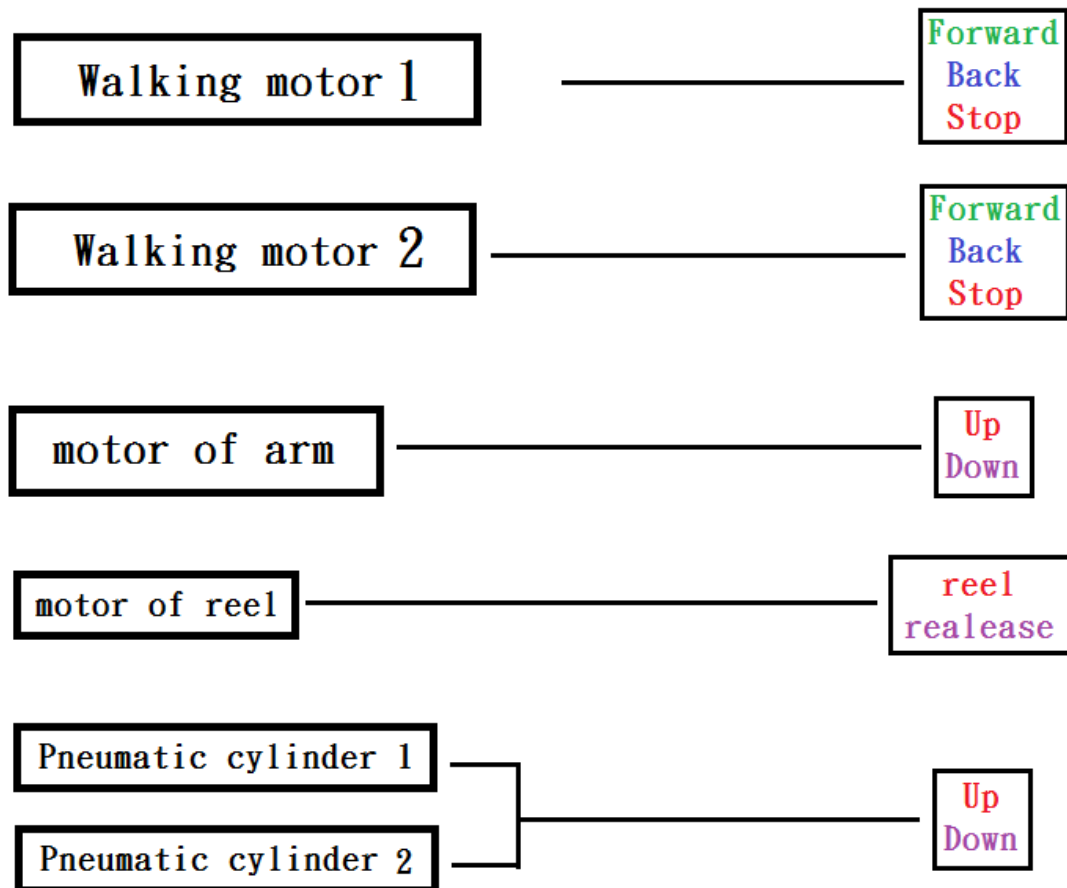 Walking motor 1
Forward
Back
Stop
Walking motor 2
Forward
Back
Stop
motor of arm
Up
Down
motor of reel
reel
realease
Pneumatic cylinder 1
Pneumatic cylinder 2
Up
Down